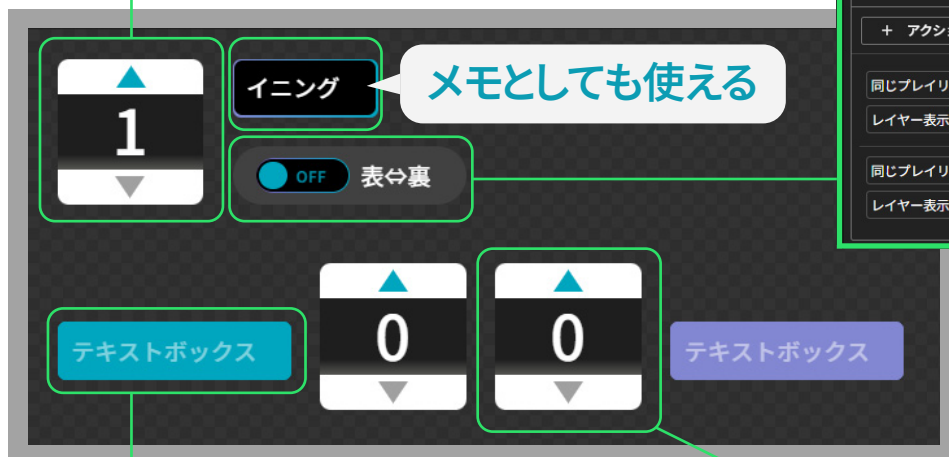 + アクショ
同じプレイリ
レイヤー表示
同じプレイリ
レイヤー表示
1
イニング
メモとしても使える
OFF 表⇔裏
テキストボックス
0
0
テキストボックス